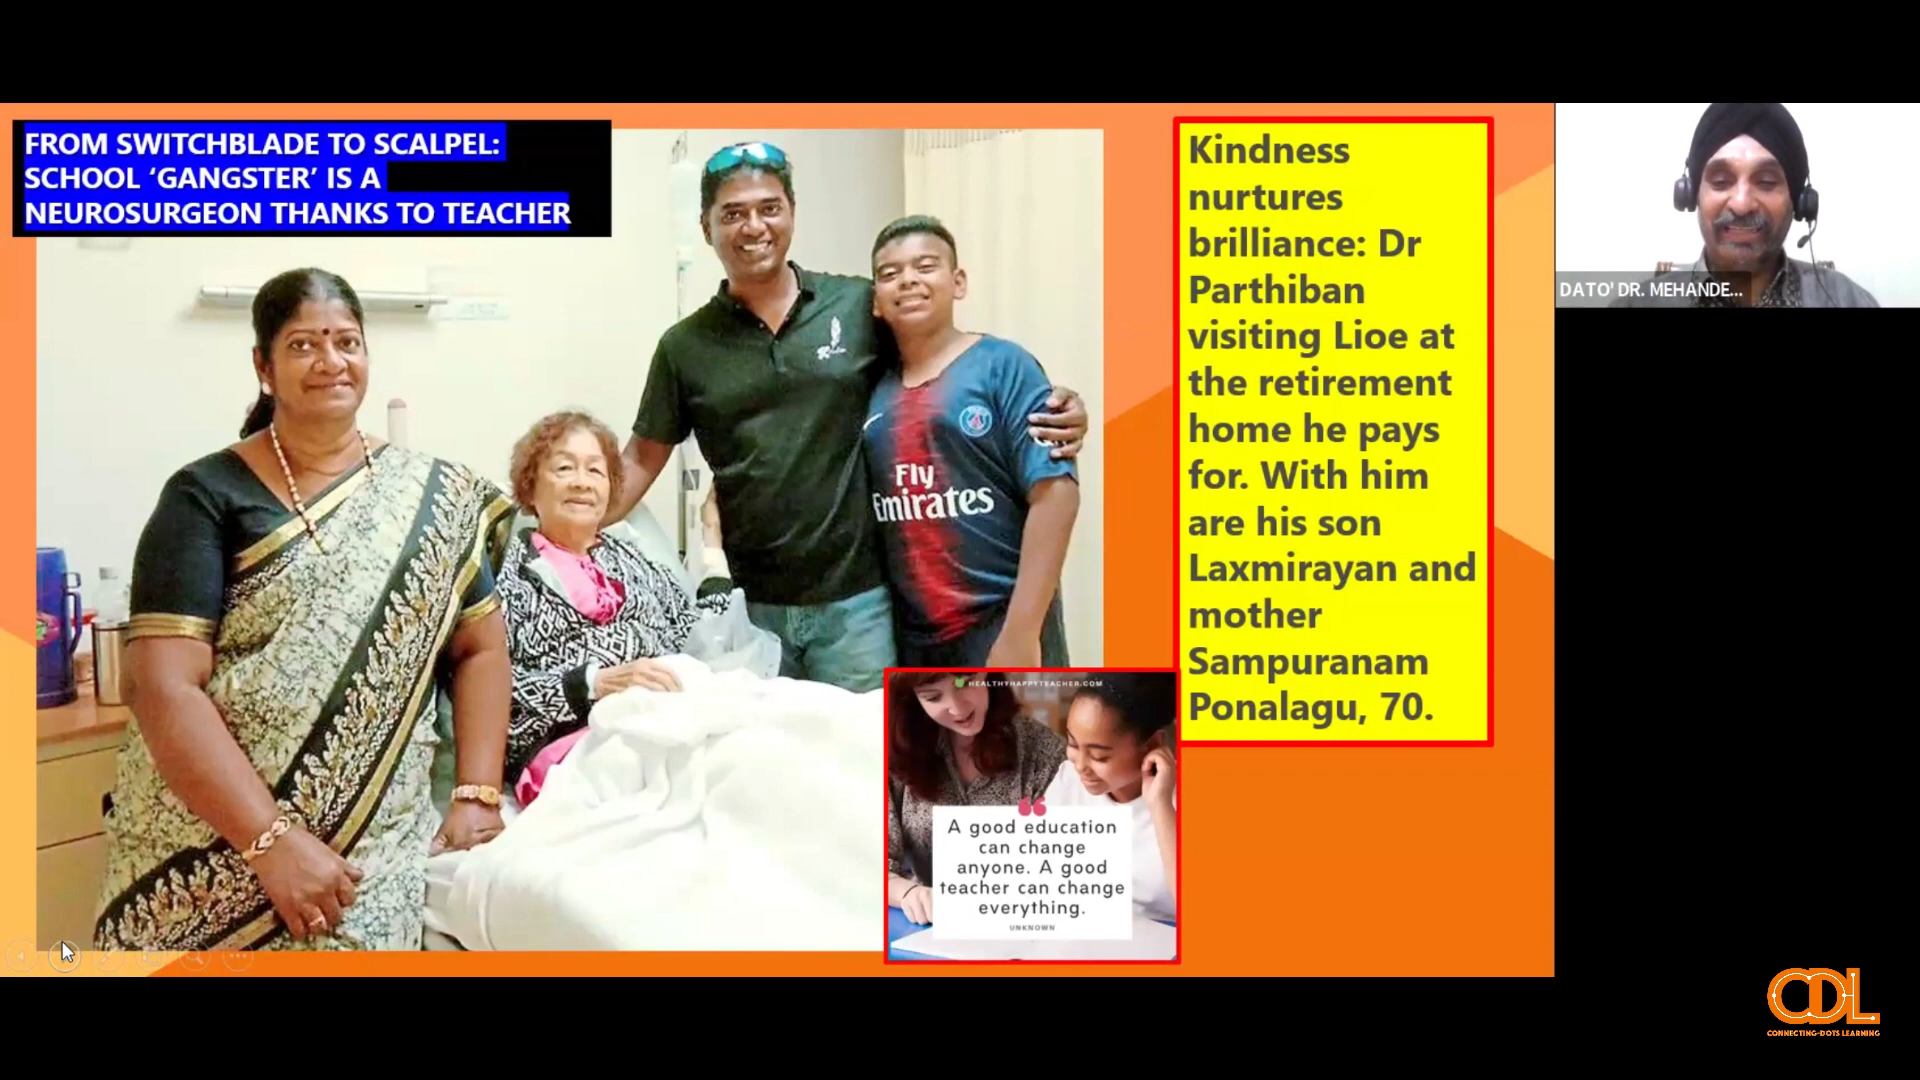 FROM SWITCHBLADE TO SCALPEL:
SCHOOL ‘GANGSTER’ IS A
NEUROSURGEON THANKS TO TEACHER
Kindness
nurtures
brilliance: Dr
Parthiban
visiting Lioe at
the retirement
home he pays
for. With him
are his son
Laxmirayan and
mother
Sampuranam
Ponalagu, 70.
DATO' DR. MEHANDE...
Fly
Emirates
HEALTHYHAPPYTEACHER.COM
A good education
can change
anyone. A good
teacher can change
everything.
UNKNOWN
CDL
CONNECTING-DOTS LEARNING